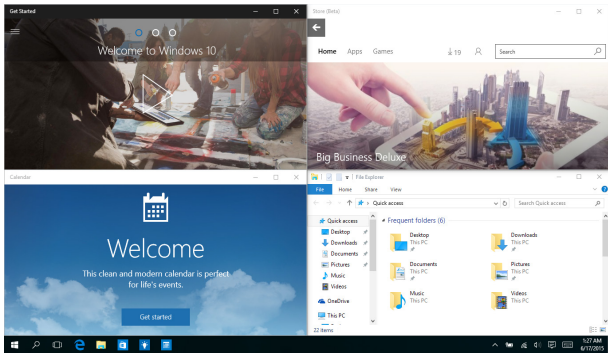 Get Started
Welcome to Windows 10
Store (Beta)
Home Apps Games 19 Search
Big Business Deluxe
Calendar
Welcome
This clean and modern calendar is perfect
for life's events.
Get started
File Explorer
File Home Share View
Quick access Search Quick access
Quick access
Desktop
Downloads
Documents
Pictures
Music
Videos
OneDrive
This PC
Frequent folders (6)
Desktop
This PC
Downloads
This PC
Documents
This PC
Pictures
This PC
Music
This PC
Videos
This PC
22 items
1:27 AM
6/17/2015